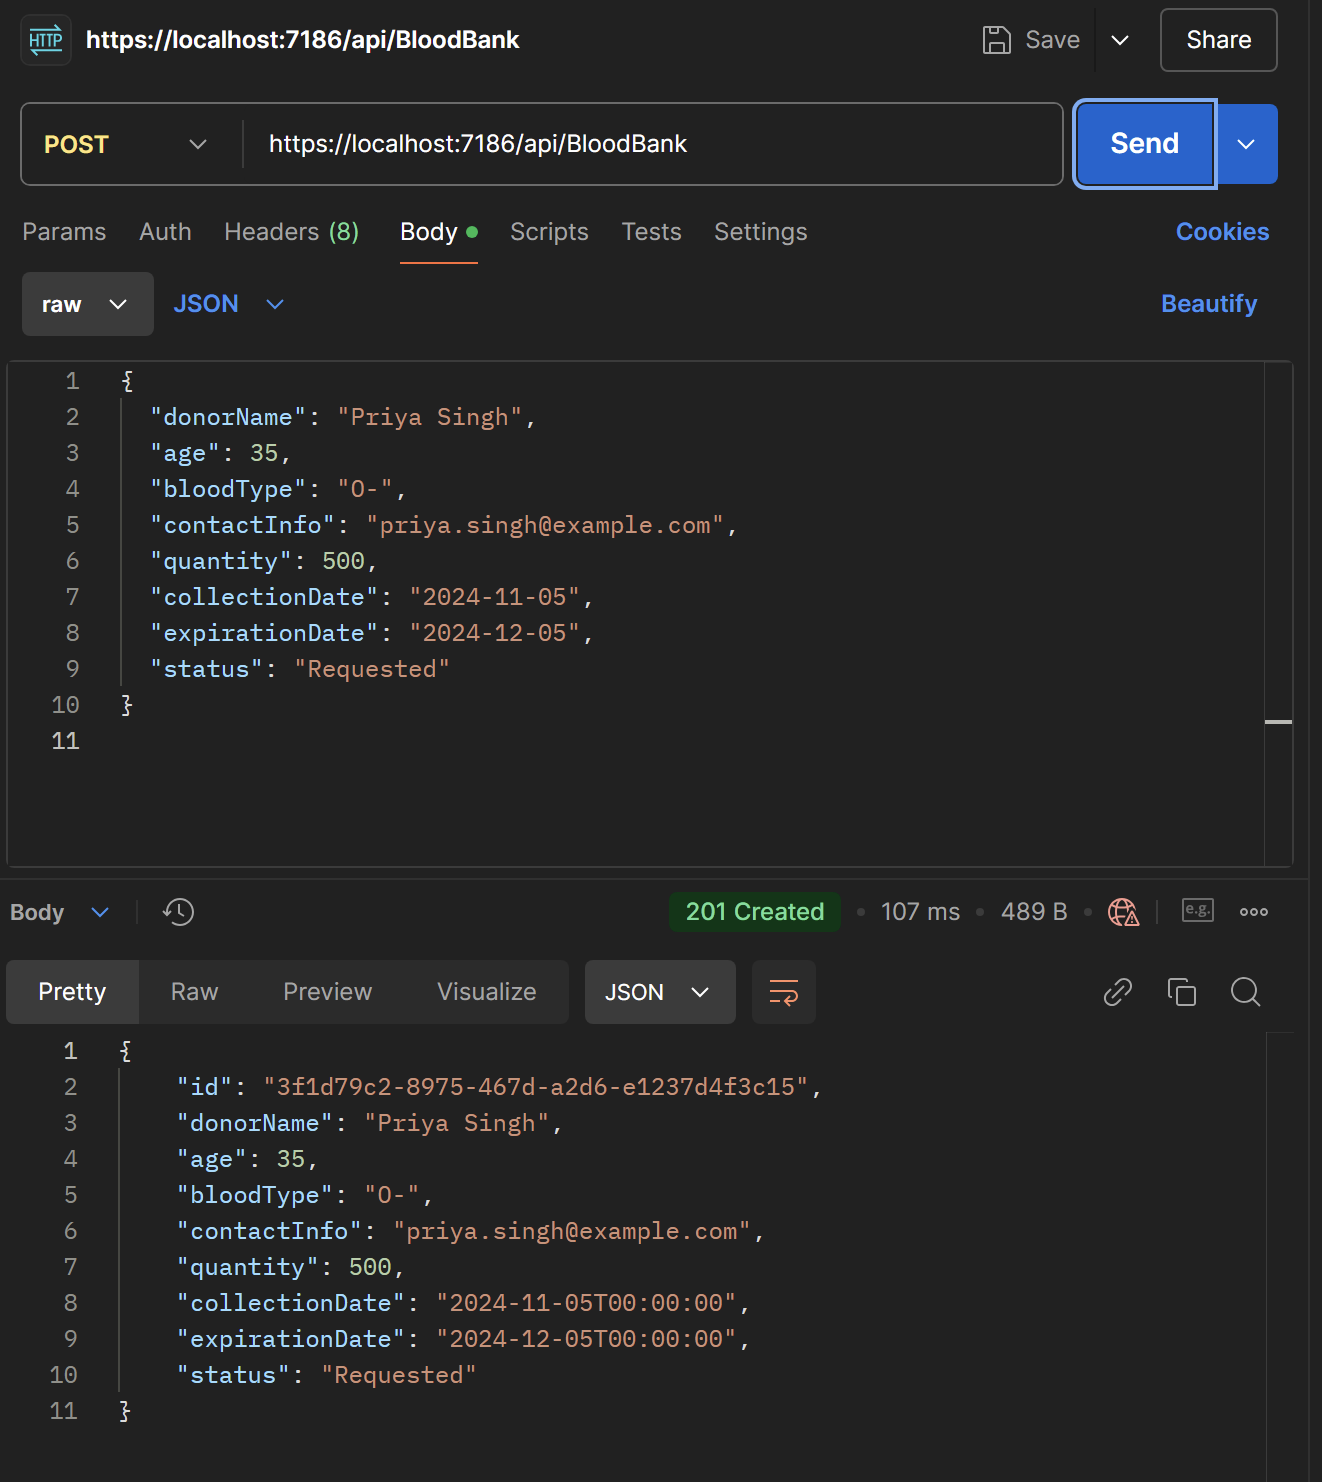 HTTP https://localhost:7186/api/BloodBank Save Share
POST https://localhost:7186/api/BloodBank Send
Params Auth Headers (8) Body Scripts Tests Settings Cookies
raw JSON Beautify
1 {
2 "donorName": "Priya Singh",
3 "age": 35,
4 "bloodType": "O-",
5 "contactInfo": "priya.singh@example.com",
6 "quantity": 500,
7 "collectionDate": "2024-11-05",
8 "expirationDate": "2024-12-05",
9 "status": "Requested"
10 }
11
Body 201 Created 107 ms 489 B e.g.
Pretty Raw Preview Visualize JSON
1 {
2 "id": "3f1d79c2-8975-467d-a2d6-e1237d4f3c15",
3 "donorName": "Priya Singh",
4 "age": 35,
5 "bloodType": "O-",
6 "contactInfo": "priya.singh@example.com",
7 "quantity": 500,
8 "collectionDate": "2024-11-05T00:00:00",
9 "expirationDate": "2024-12-05T00:00:00",
10 "status": "Requested"
11 }